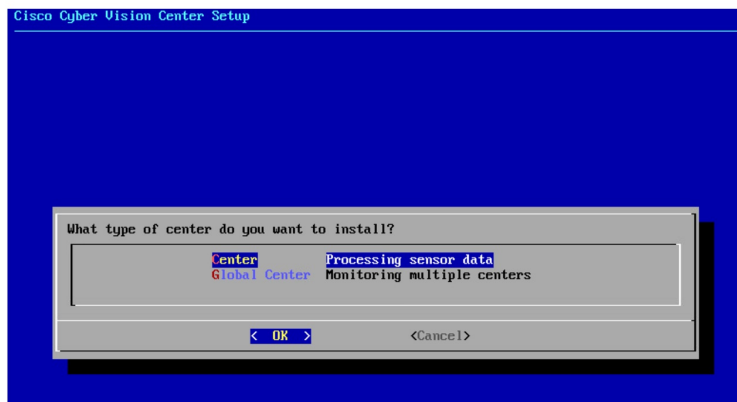 Cisco Cyber Vision Center Setup
What type of center do you want to install?
Center Processing sensor data
Global Center Monitoring multiple centers
< OK > <Cancel>